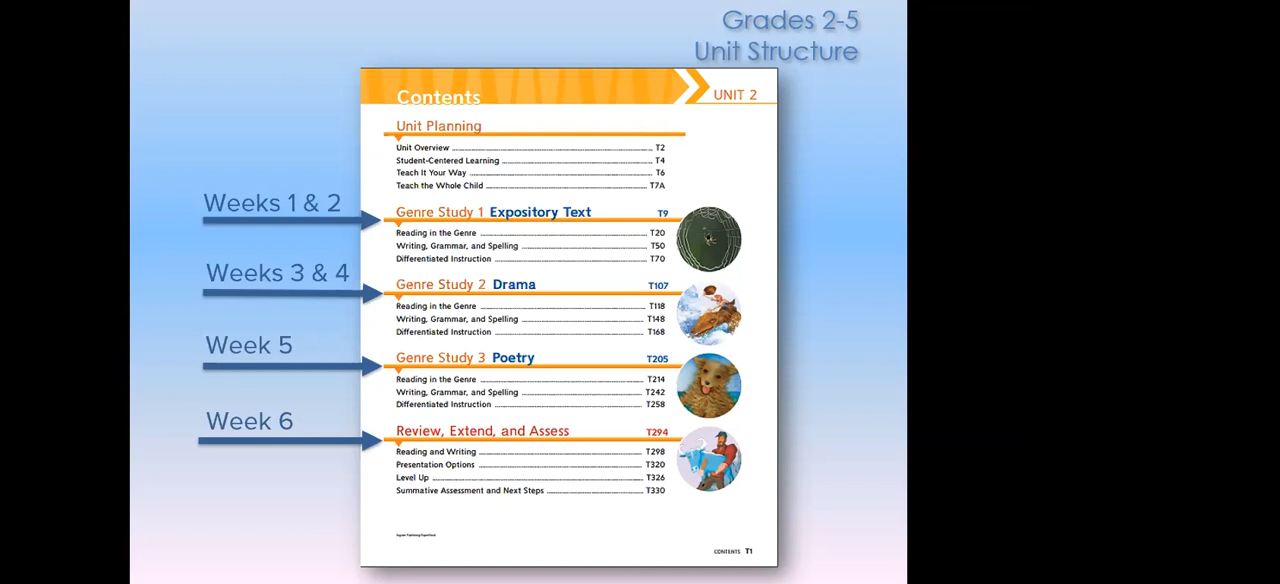 Grades 2-5
Unit Structure
Contents
UNIT 2
Unit Planning
Unit Overview T2
Student-Centered Learning T4
Teach It Your Way T6
Teach the Whole Child T7A
Weeks 1 & 2
Genre Study 1 Expository Text T9
Reading in the Genre T20
Writing, Grammar, and Spelling T50
Differentiated Instruction T70
Weeks 3 & 4
Genre Study 2 Drama T107
Reading in the Genre T118
Writing, Grammar, and Spelling T148
Differentiated Instruction T168
Week 5
Genre Study 3 Poetry T205
Reading in the Genre T214
Writing, Grammar, and Spelling T242
Differentiated Instruction T258
Week 6
Review, Extend, and Assess T294
Reading and Writing T298
Presentation Options T320
Level Up T326
Summative Assessment and Next Steps T330
CONTENTS T1